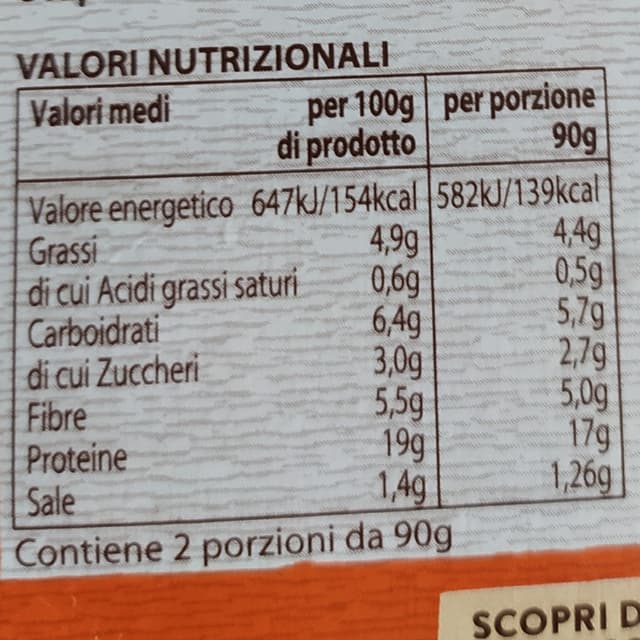 VALORI NUTRIZIONALI
Valori medi per 100g per porzione
di prodotto 90g
Valore energetico 647kJ/154kcal 582kJ/139kcal
Grassi 4,9g 4,4g
di cui Acidi grassi saturi 0,6g 0,5g
Carboidrati 6,4g 5,7g
di cui Zuccheri 3,0g 2,7g
Fibre 5,5g 5,0g
Proteine 19g 17g
Sale 1,4g 1,26g
Contiene 2 porzioni da 90g
SCOPRI D